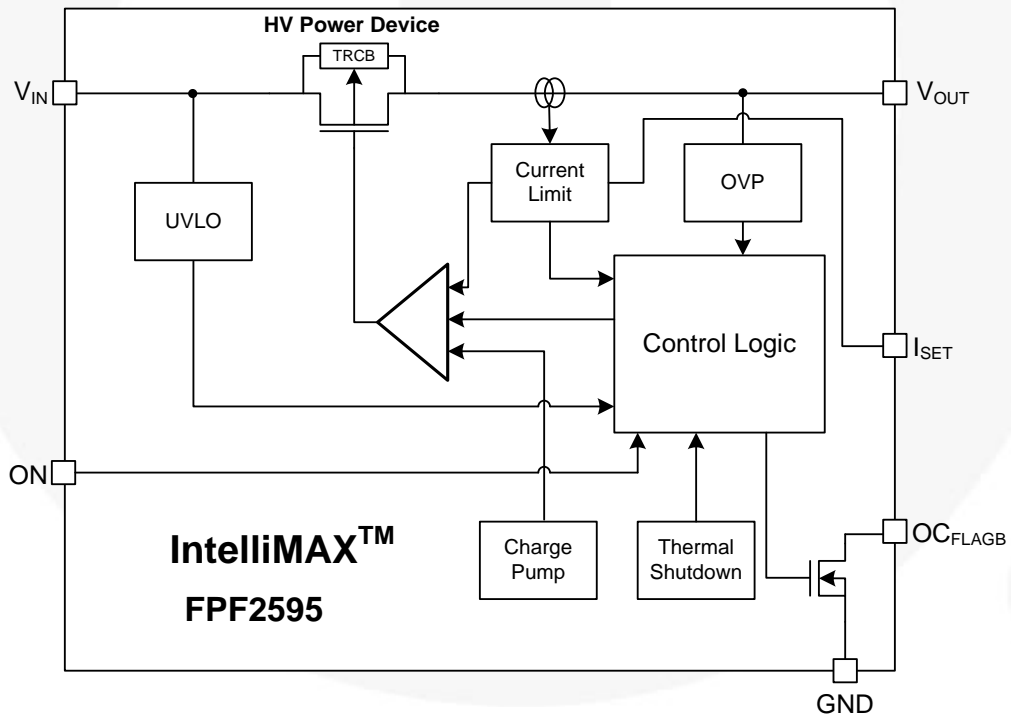 HV Power Device
TRCB
VIN
VOUT
Current
Limit
OVP
UVLO
Control Logic
ISET
ON
IntelliMAX™
FPF2595
Charge
Pump
Thermal
Shutdown
OCFLAGB
GND